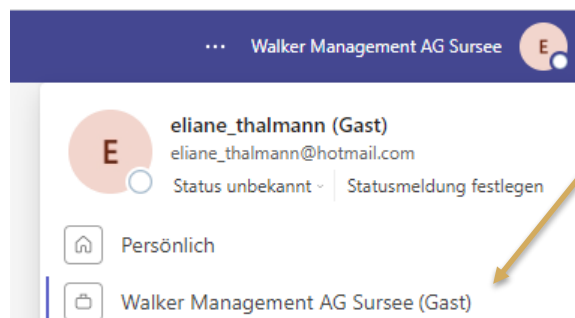 ... Walker Management AG Sursee E
E
eliane_thalmann (Gast)
eliane_thalmann@hotmail.com
Status unbekannt Statusmeldung festlegen
Persönlich
Walker Management AG Sursee (Gast)